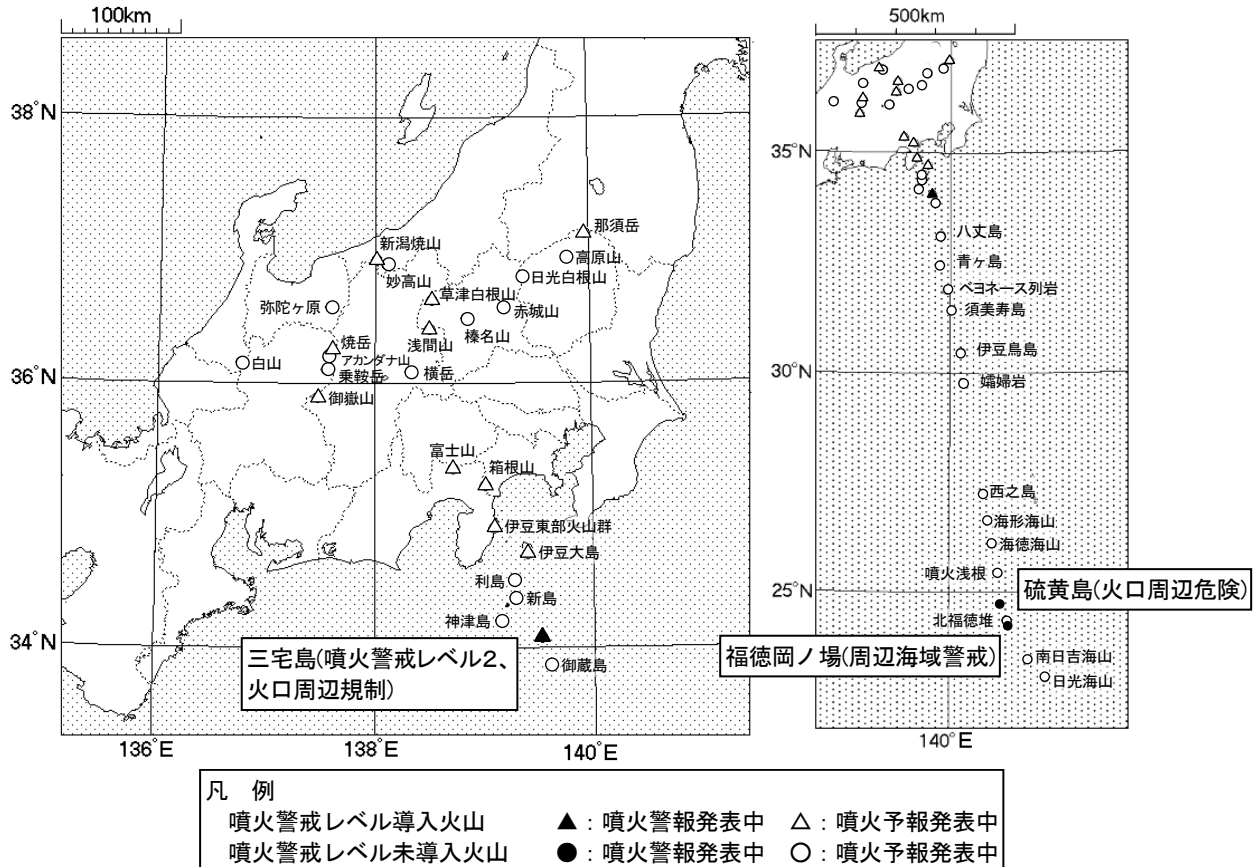 100km
38°N
36°N
34°N
136°E
138°E
140°E
那須岳
新潟焼山
高原山
妙高山
日光白根山
草津白根山
弥陀ヶ原
赤城山
榛名山
浅間山
焼岳
アカンダナ山
白山
乗鞍岳
横岳
御嶽山
富士山
箱根山
伊豆東部火山群
伊豆大島
利島
新島
神津島
御蔵島
三宅島(噴火警戒レベル2、
火口周辺規制)
500km
35°N
30°N
25°N
140°E
八丈島
青ヶ島
ベヨネース列岩
須美寿島
伊豆鳥島
孀婦岩
西之島
海形海山
海徳海山
噴火浅根
硫黄島(火口周辺危険)
北福徳堆
福徳岡ノ場(周辺海域警戒)
南日吉海山
日光海山
凡 例
噴火警戒レベル導入火山 ▲:噴火警報発表中 △:噴火予報発表中
噴火警戒レベル未導入火山 ●:噴火警報発表中 ○:噴火予報発表中